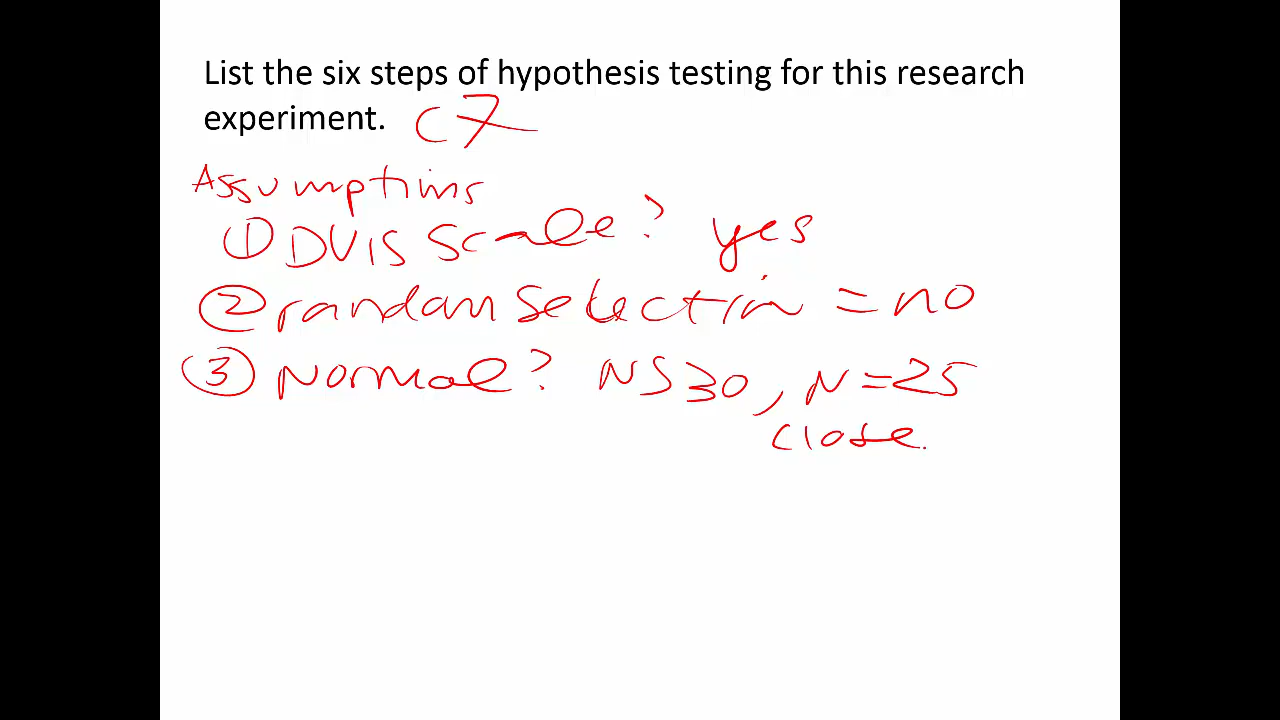 List the six steps of hypothesis testing for this research
experiment. C7
Assumptions
① DV is scale? yes
② random selection = no
③ Normal? NS 30, N = 25
close.